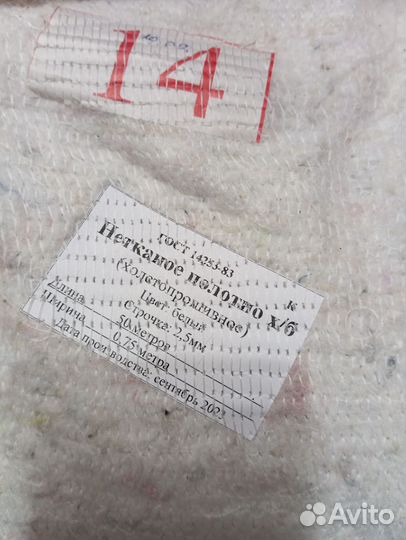 14
ГОСТ 14253-83
Нетканое полотно х/б
(Холстопрошивное)
Цвет: белый
Строчка: 2,5мм
Длина 50 метров
Ширина 0,75 метра
Дата производства: сентябрь 2023
Avito